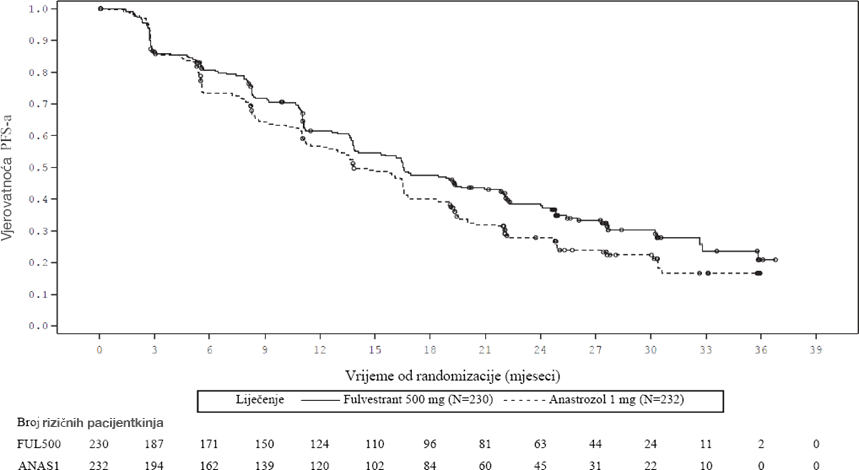 Vjerovatnoća PFS-a
1.0
0.9
0.8
0.7
0.6
0.5
0.4
0.3
0.2
0.1
0.0
0 3 6 9 12 15 18 21 24 27 30 33 36 39
Vrijeme od randomizacije (mjeseci)
Liječenje Fulvestrant 500 mg (N=230) Anastrozol 1 mg (N=232)
Broj rizičnih pacijentkinja
FUL500 230 187 171 150 124 110 96 81 63 44 24 11 2 0
ANAS1 232 194 162 139 120 102 84 60 45 31 22 10 0 0